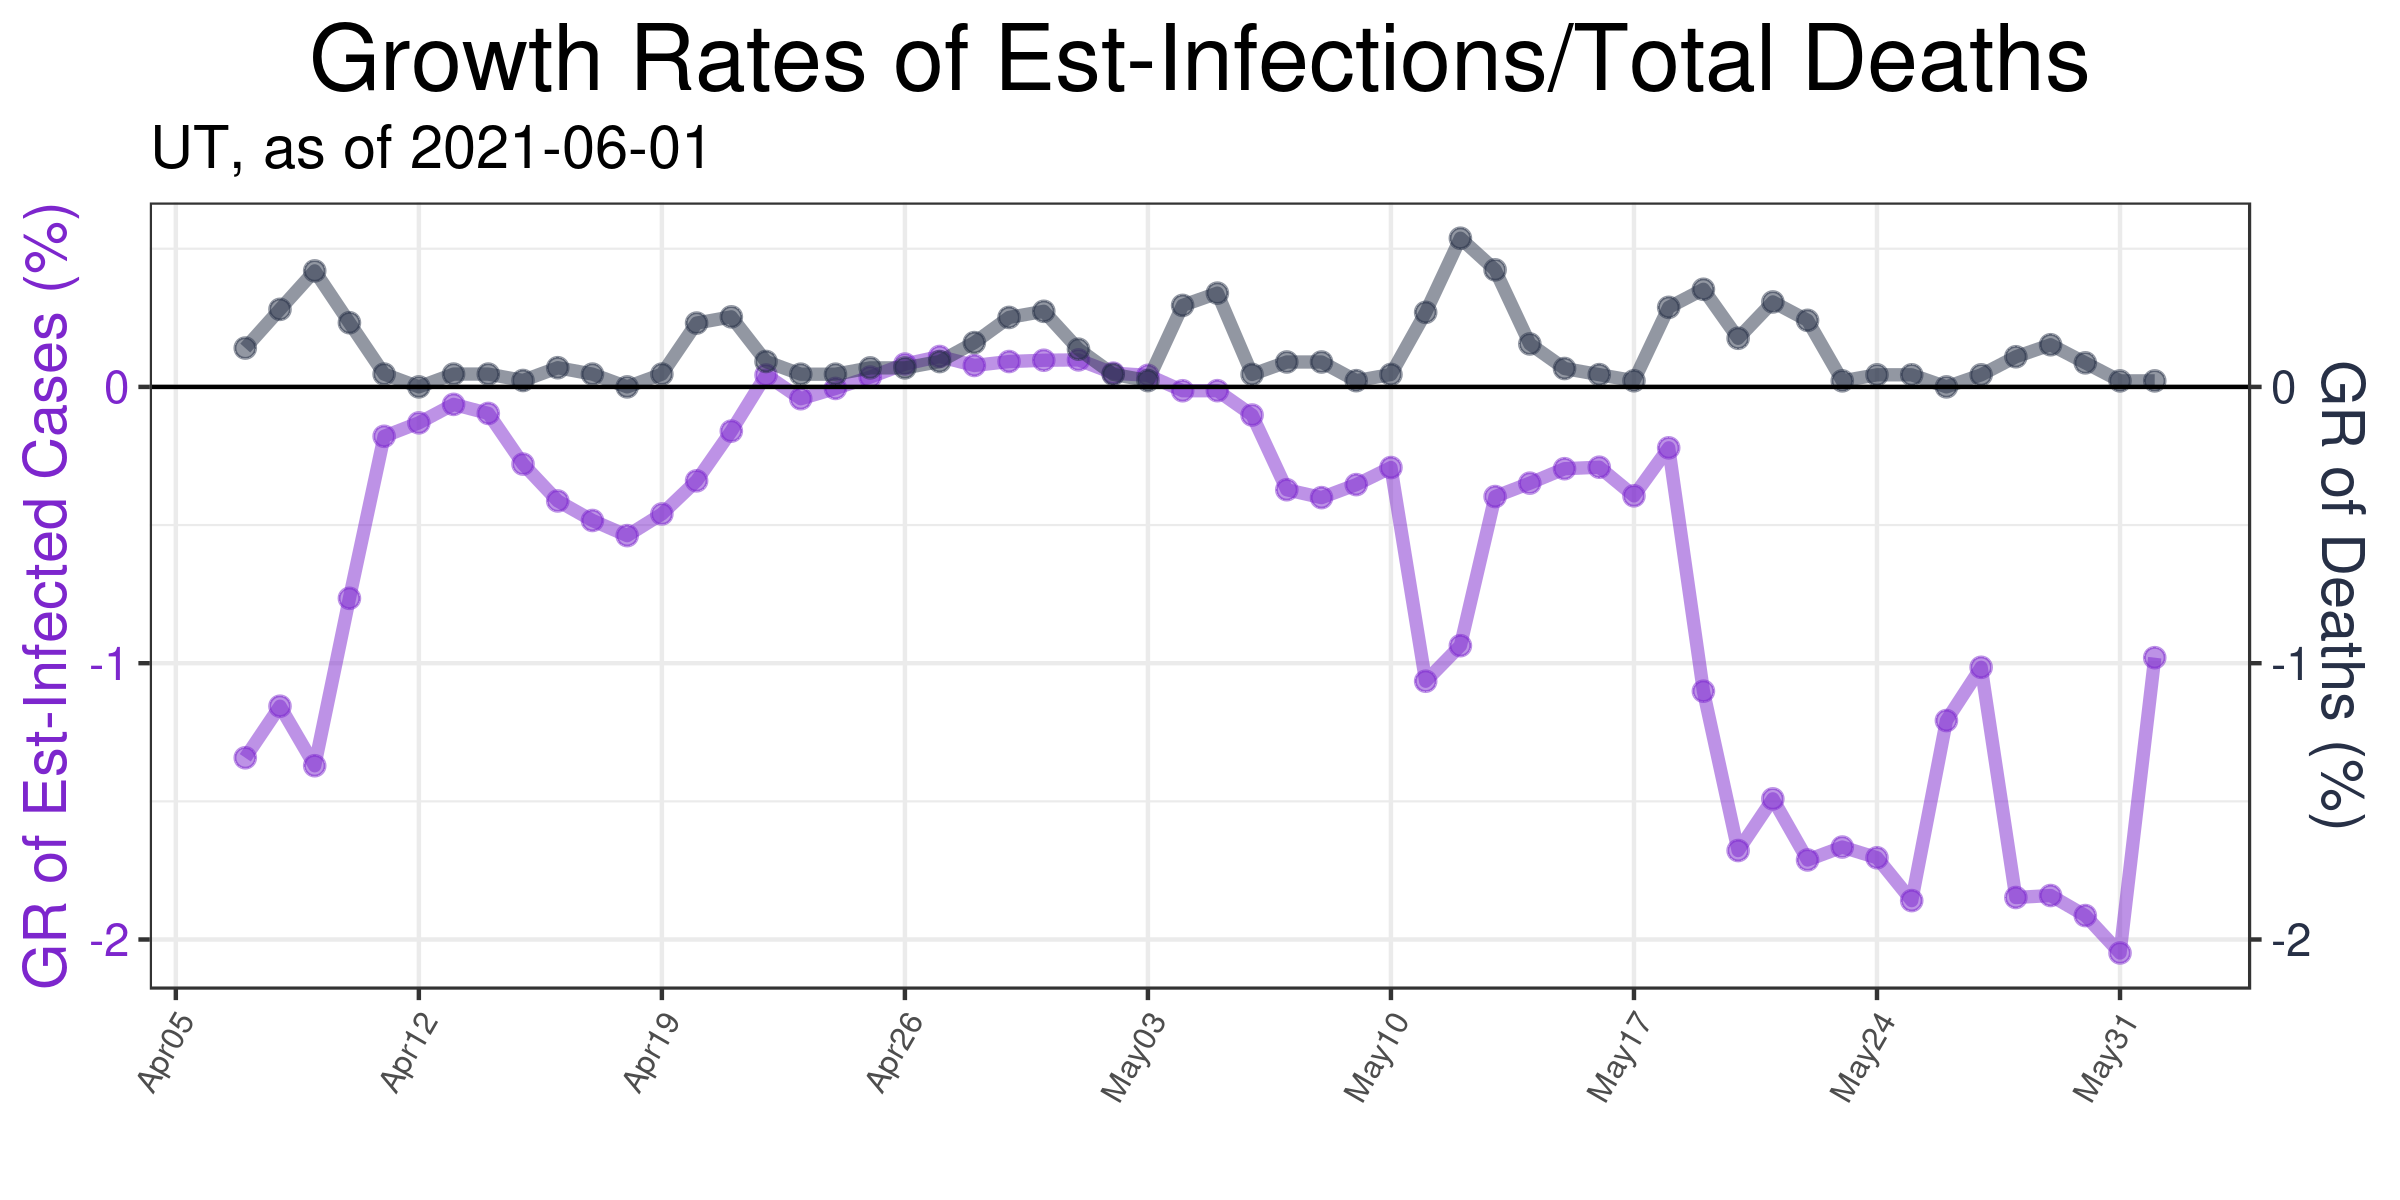 Growth Rates of Est-Infections/Total Deaths
UT, as of 2021-06-01
GR of Est-Infected Cases (%)
0
-1
-2
0
-1
-2
GR of Deaths (%)
Apr05
Apr12
Apr19
Apr26
May03
May10
May17
May24
May31